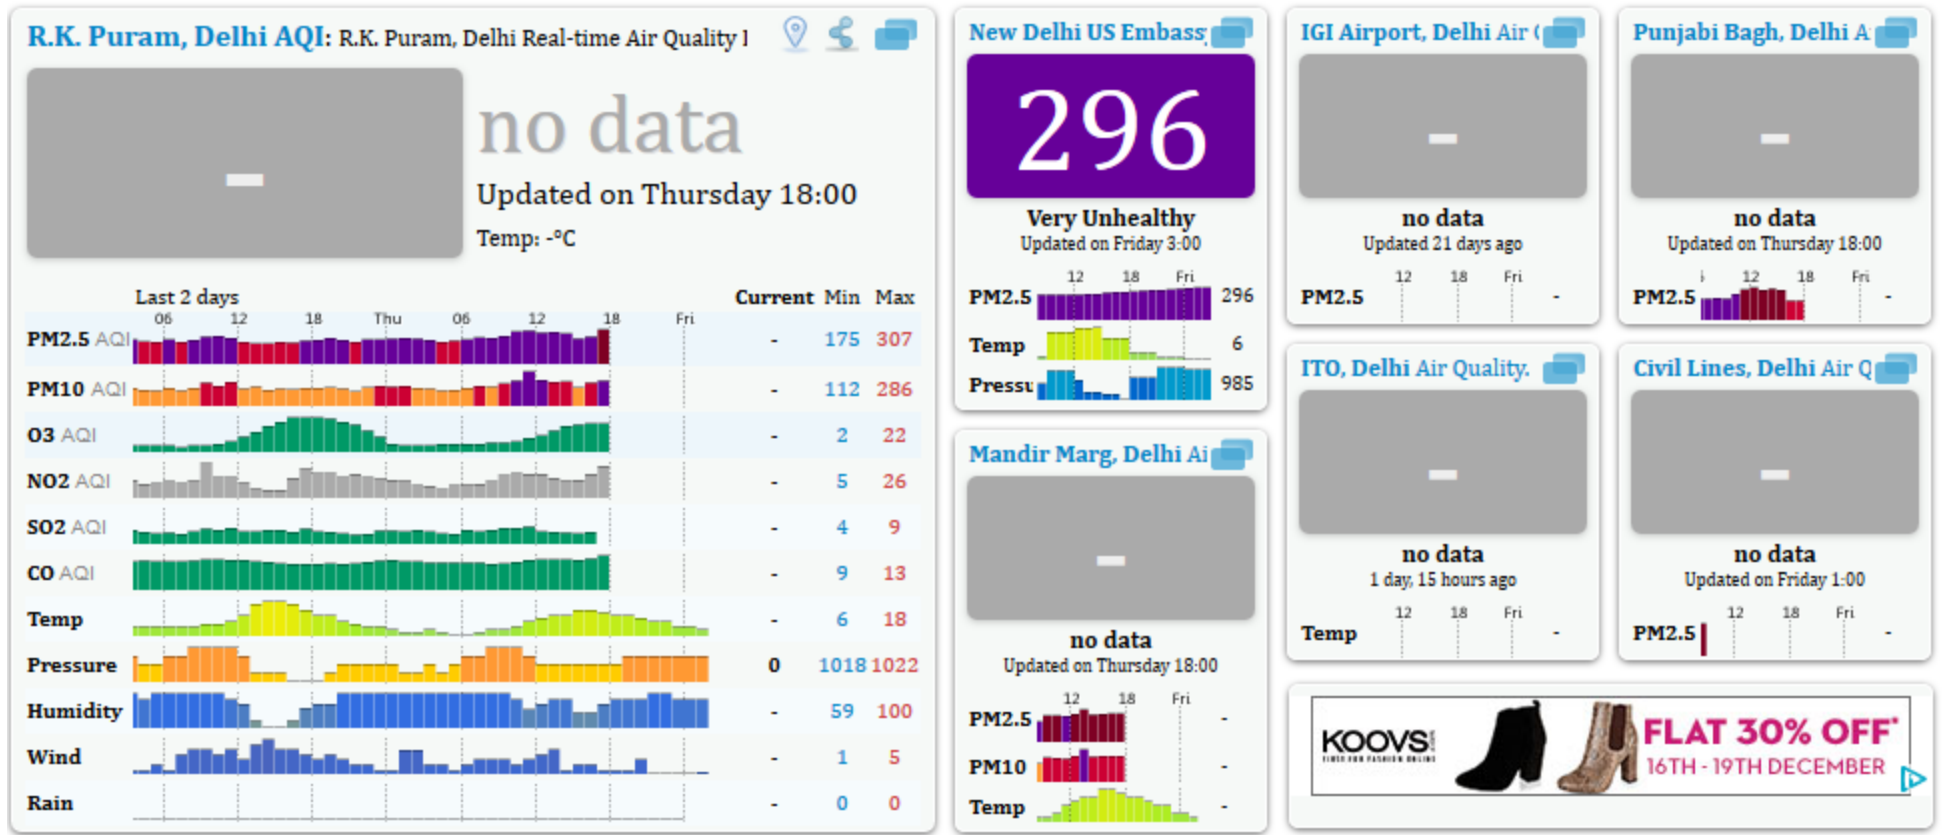 R.K. Puram, Delhi AQI: R.K. Puram, Delhi Real-time Air Quality I
-
no data
Updated on Thursday 18:00
Temp: -°C
Last 2 days
Current Min Max
06 12 18 Thu 06 12 18 Fri
PM2.5 AQI - 175 307
PM10 AQI - 112 286
O3 AQI - 2 22
NO2 AQI - 5 26
SO2 AQI - 4 9
CO AQI - 9 13
Temp - 6 18
Pressure 0 1018 1022
Humidity - 59 100
Wind - 1 5
Rain - 0 0
New Delhi US Embass
296
Very Unhealthy
Updated on Friday 3:00
12 18 Fri
PM2.5 296
Temp 6
Pressu 985
Mandir Marg, Delhi Ai
-
no data
Updated on Thursday 18:00
12 18 Fri
PM2.5 -
PM10 -
Temp -
IGI Airport, Delhi Air
-
no data
Updated 21 days ago
12 18 Fri
PM2.5 -
Punjabi Bagh, Delhi A
-
no data
Updated on Thursday 18:00
12 18 Fri
PM2.5 -
ITO, Delhi Air Quality.
-
no data
1 day, 15 hours ago
12 18 Fri
Temp -
Civil Lines, Delhi Air Q
-
no data
Updated on Friday 1:00
12 18 Fri
PM2.5 -
KOOVS.com
FIRST FOR FASHION ONLINE
FLAT 30% OFF*
16TH - 19TH DECEMBER